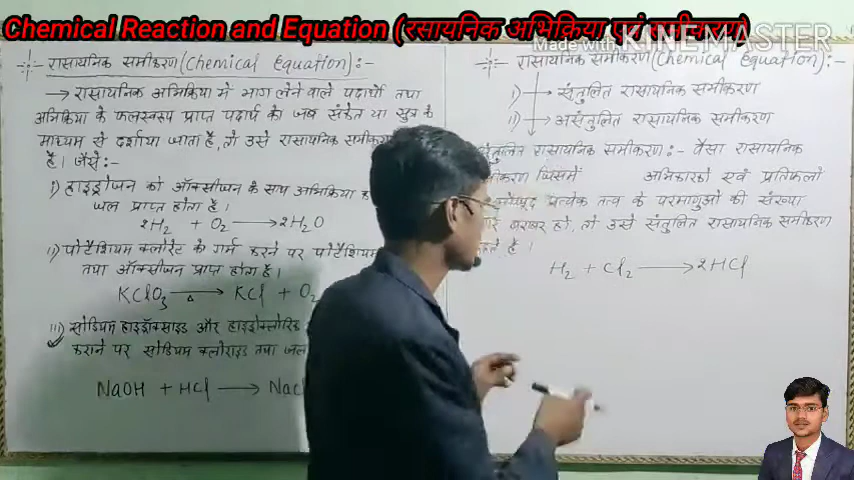 Chemical Reaction and Equation (रसायनिक अभिक्रिया एवं समीकरण)
Made with KINEMASTER
रासायनिक समीकरण (Chemical Equation) :-
→ रासायनिक अभिक्रिया में भाग लेने वाले पदार्थो तथा
अभिक्रिया के फलस्वरूप प्राप्त पदार्थ को जब संकेत या सूत्र के
माध्यम से दर्शाया जाता है, तो उसे रासायनिक
है। जैसे :-
i) हाइड्रोजन को ऑक्सीजन के साथ अभिक्रिया
जल प्राप्त होता है।
2H₂ + O₂ → 2H₂O
ii) पोटैशियम क्लोरेट के गर्म करने पर पोटैशियम
तथा ऑक्सीजन प्राप्त होता है।
KClO₃ →Δ KCl + O₂
iii) सोडियम हाइड्रॉक्साइड और
कराने पर सोडियम क्लोराइड तथा जल
NaOH + HCl → NaCl
रासायनिक समीकरण (Chemical Equation) :-
i) संतुलित रासायनिक समीकरण
ii) असंतुलित रासायनिक समीकरण
रासायनिक समीकरण :- वैसा रासायनिक
जिसमें अभिकारको एवं प्रतिफलो
मौजूद प्रत्येक तत्व के परमाणुओं की संख्या
बराबर हो, तो उसे संतुलित रासायनिक समीकरण
है।
H₂ + Cl₂ → 2HCl